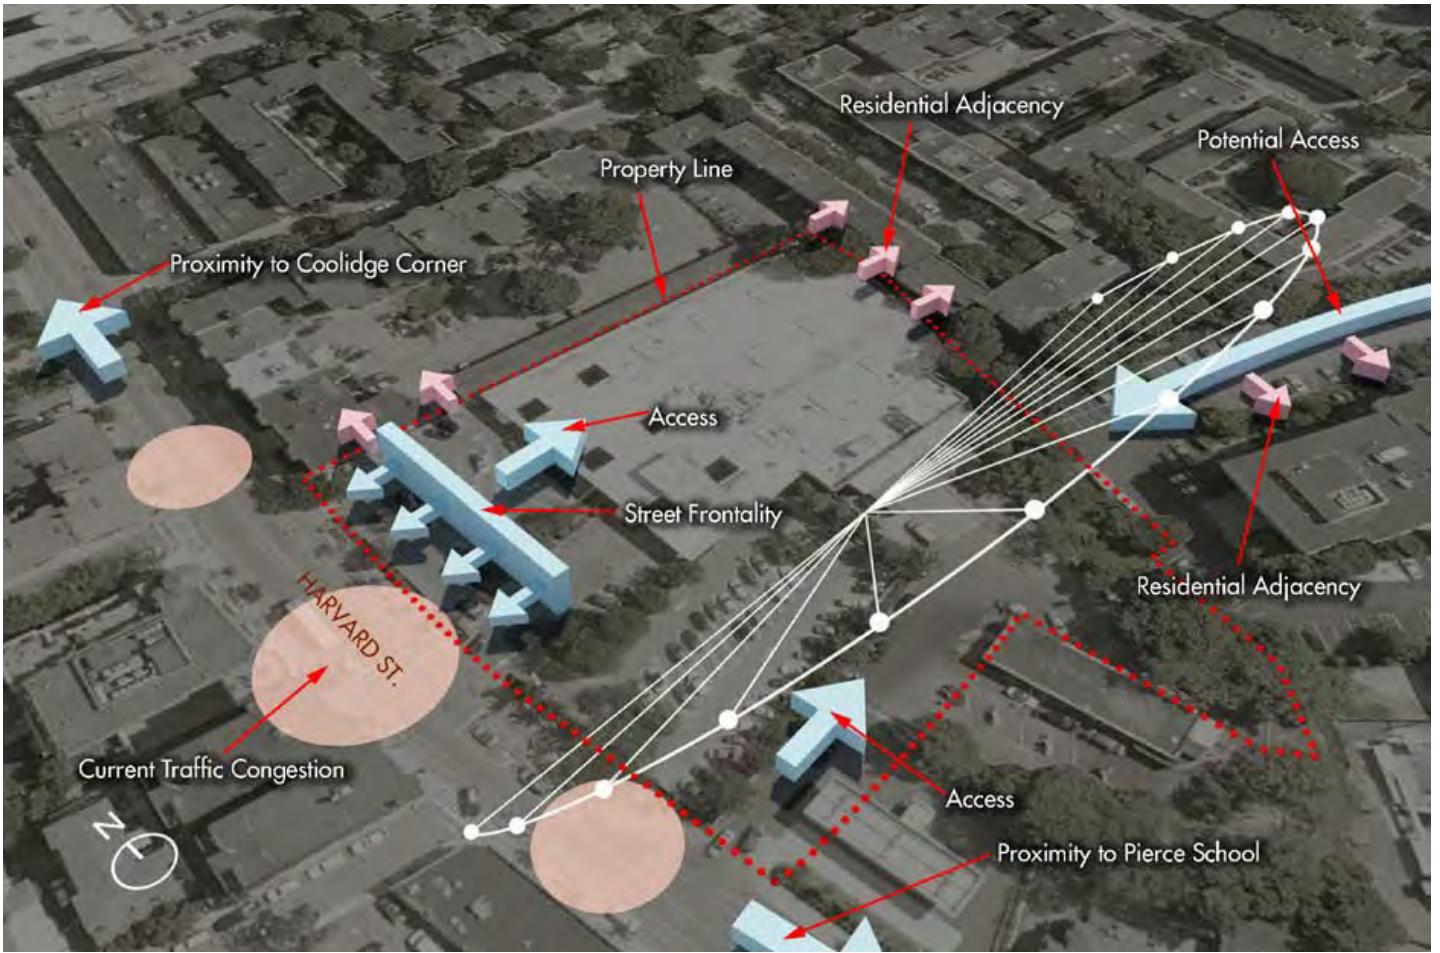 Residential Adjacency
Potential Access
Property Line
Proximity to Coolidge Corner
Access
Street Frontality
Residential Adjacency
HARVARD ST.
Current Traffic Congestion
Access
N
Proximity to Pierce School